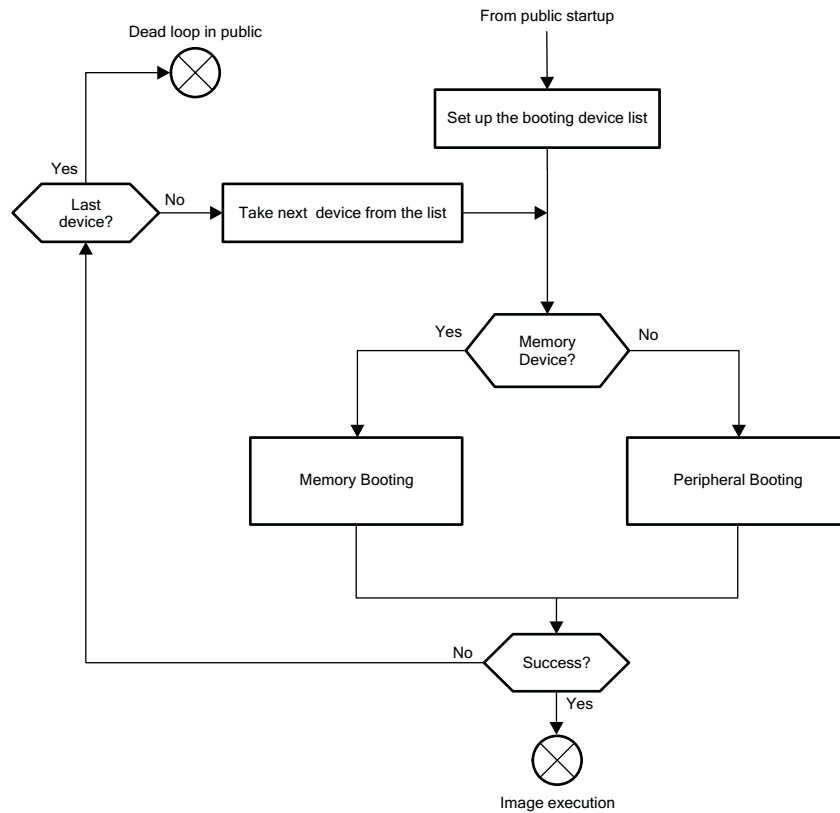 From public startup
Dead loop in public
Set up the booting device list
Yes
Last
device?
No
Take next device from the list
Yes
Memory
Device?
No
Memory Booting
Peripheral Booting
No
Success?
Yes
Image execution